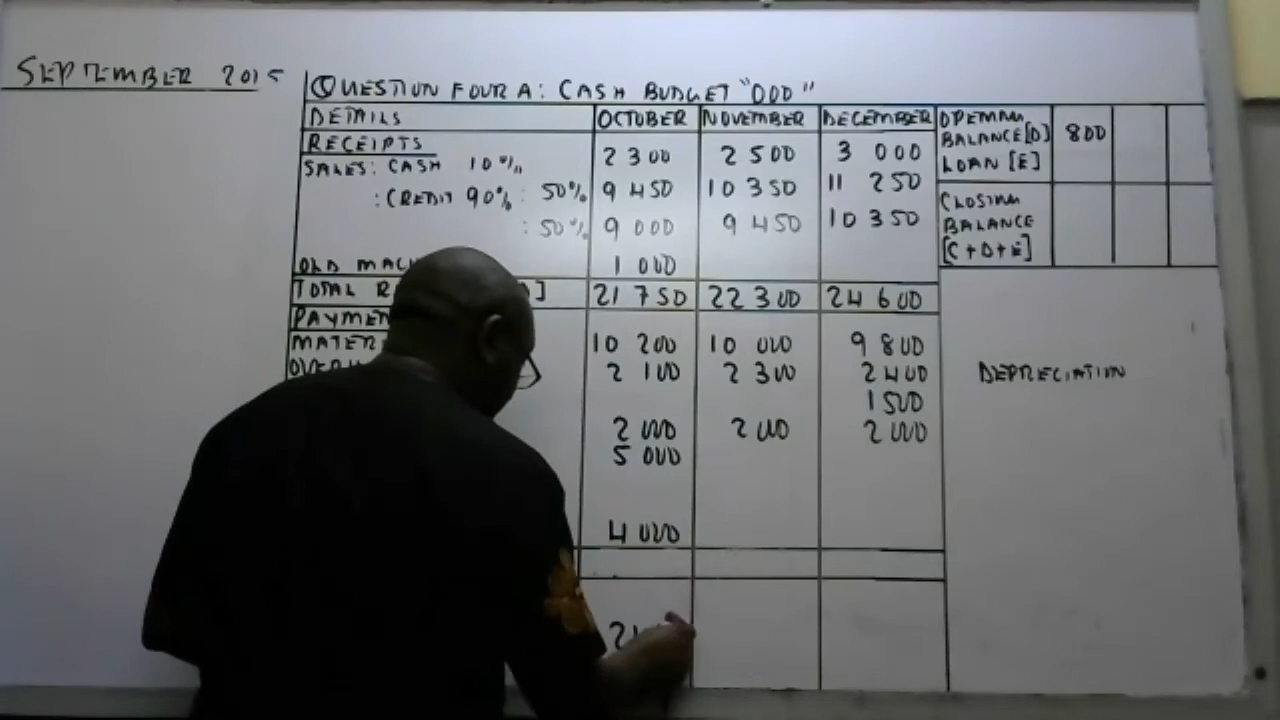 SEPTEMBER 2015
QUESTION FOUR A: CASH BUDGET "000"
DETAILS OCTOBER NOVEMBER DECEMBER
RECEIPTS
SALES: CASH 10% 2 300 2 500 3 000
: CREDIT 90% : 50% 9 450 10 350 11 250
: 50% 9 000 9 450 10 350
OLD MAC 1 000
TOTAL R A] 21 750 22 300 24 600
PAYMEN
MATER 10 200 10 000 9 800
OVER 2 100 2 300 2 400
1 500
2 000 2 000 2 000
5 000
4 000
OPENING
BALANCE[D] 800
LOAN [E]
CLOSING
BALANCE
[C+D+E]
DEPRECIATION